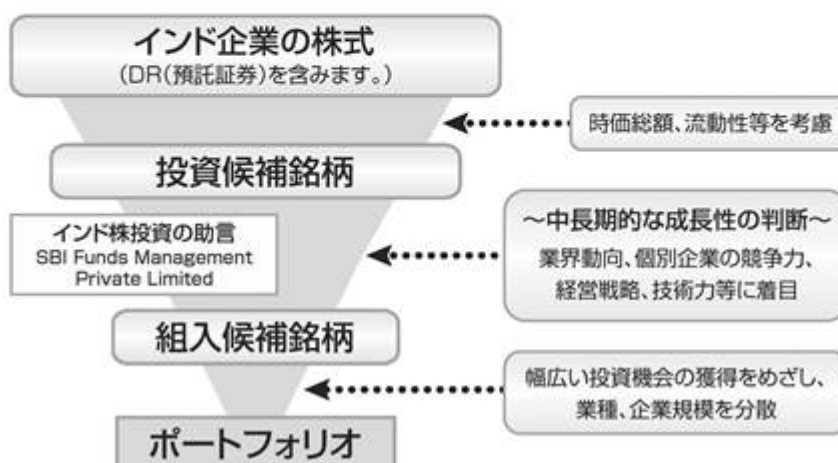 インド企業の株式
(DR(預託証券)を含みます。)
時価総額、流動性等を考慮
投資候補銘柄
インド株投資の助言
SBI Funds Management
Private Limited
～中長期的な成長性の判断～
業界動向、個別企業の競争力、
経営戦略、技術力等に着目
組入候補銘柄
幅広い投資機会の獲得をめざし、
業種、企業規模を分散
ポートフォリオ